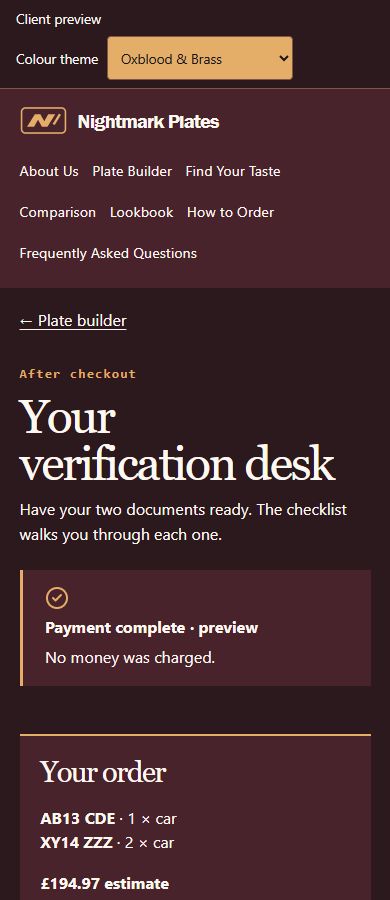 Client preview
Colour theme Oxblood & Brass
N Nightmark Plates
About Us Plate Builder Find Your Taste
Comparison Lookbook How to Order
Frequently Asked Questions
← Plate builder
After checkout
Your
verification desk
Have your two documents ready. The checklist
walks you through each one.
Payment complete · preview
No money was charged.
Your order
AB13 CDE · 1 × car
XY14 ZZZ · 2 × car
£194.97 estimate